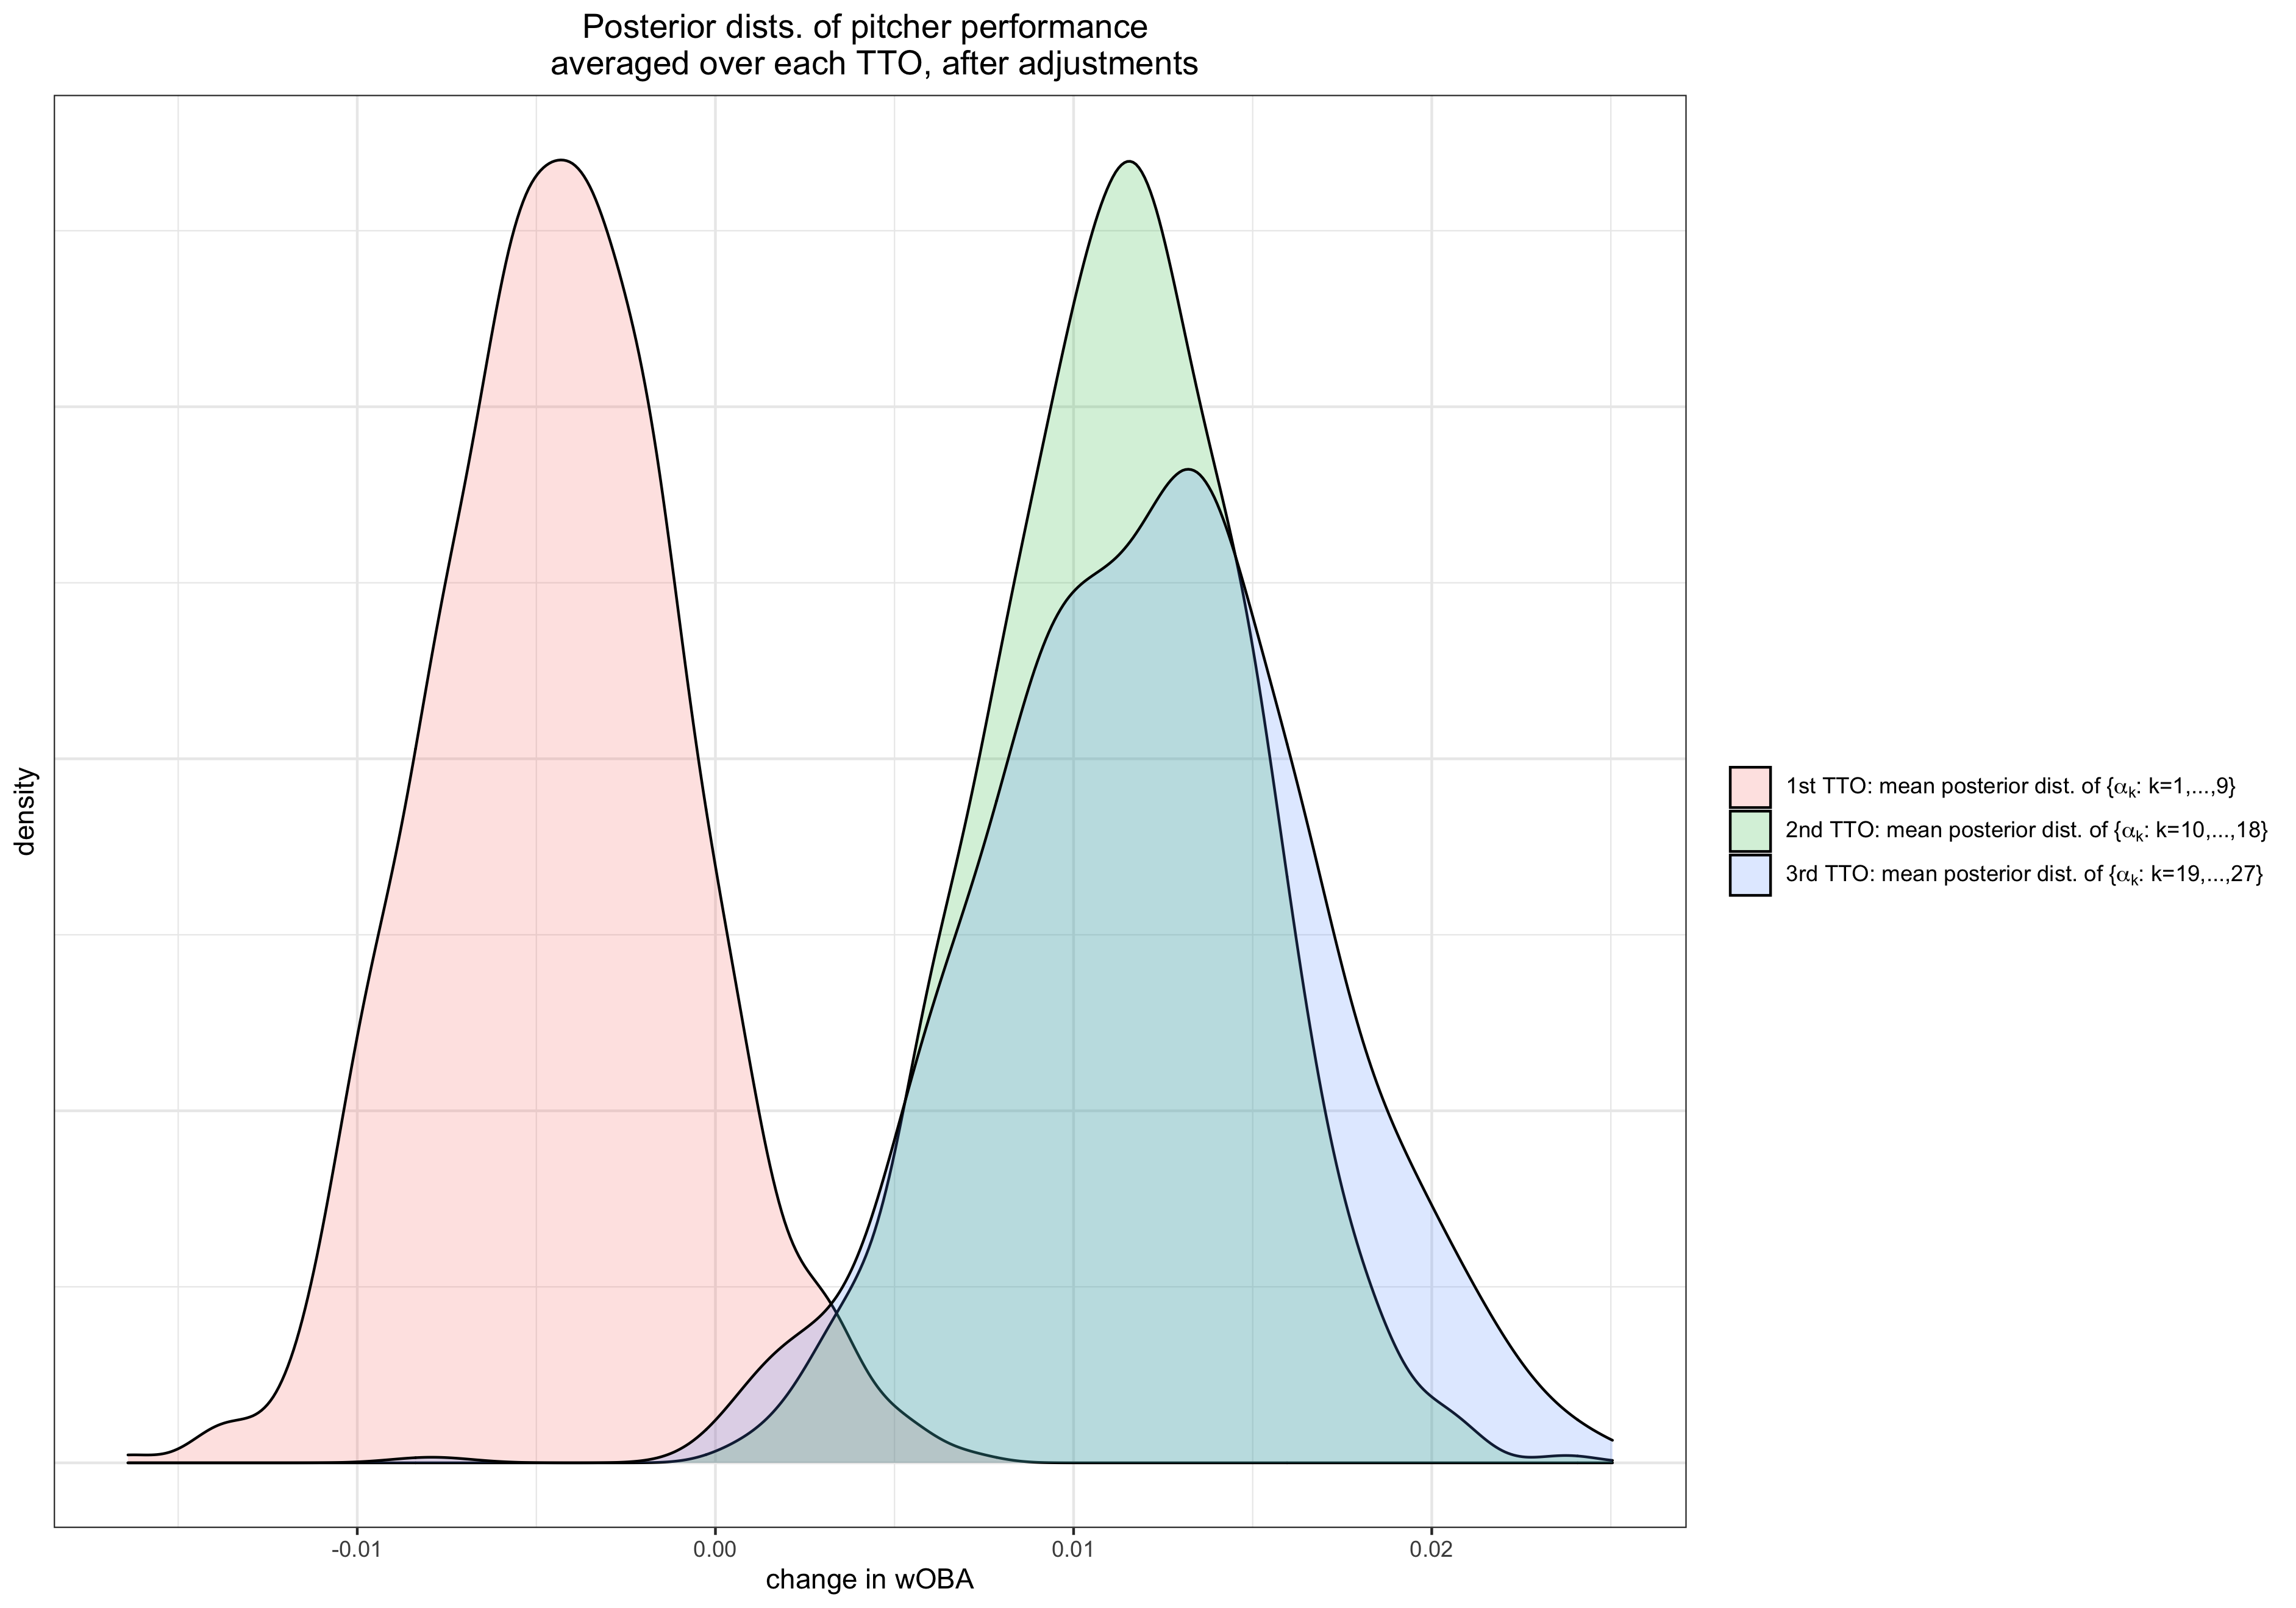 Posterior dists. of pitcher performance
averaged over each TTO, after adjustments
density
1st TTO: mean posterior dist. of {αk: k=1,...,9}
2nd TTO: mean posterior dist. of {αk: k=10,...,18}
3rd TTO: mean posterior dist. of {αk: k=19,...,27}
-0.01 0.00 0.01 0.02
change in wOBA